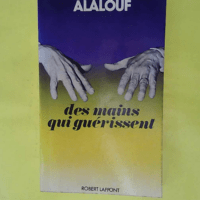 ALALOUF
des mains
qui guérissent
ROBERT LAFFONT